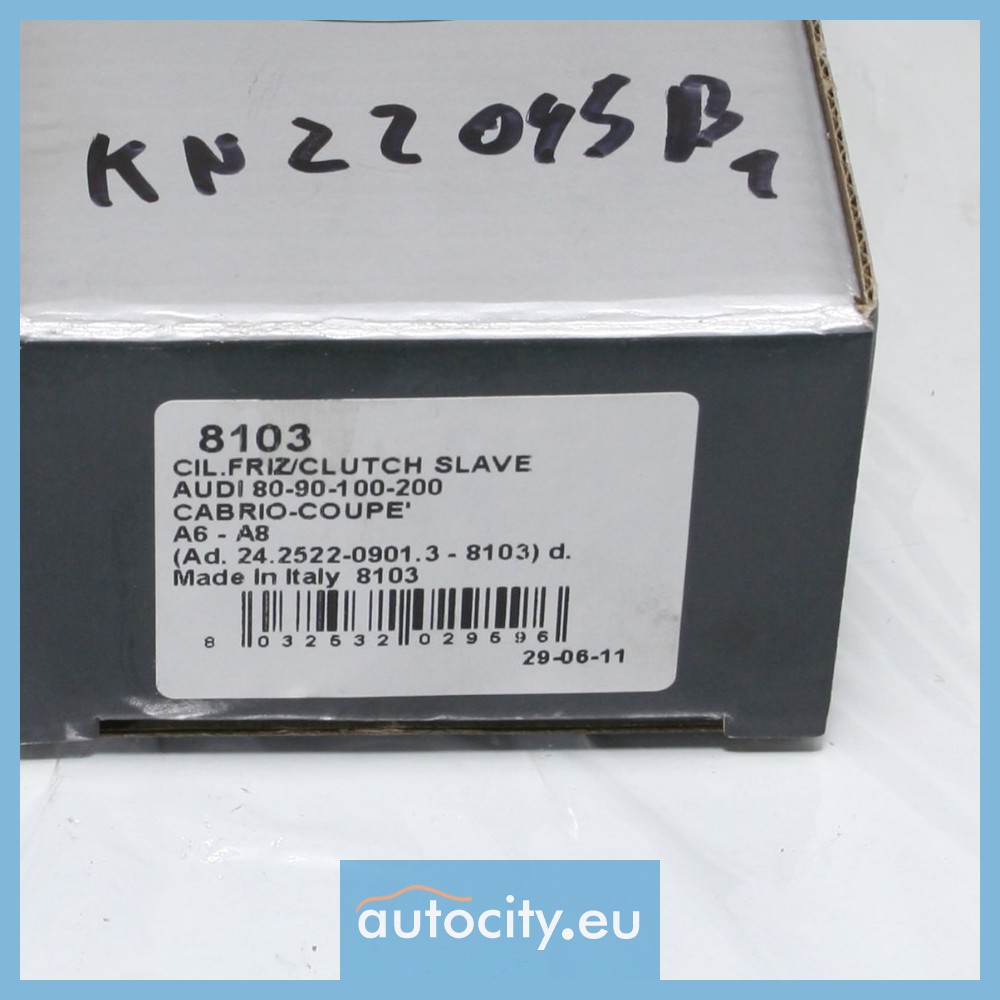 KN22045B1
8103
CIL.FRIZ/CLUTCH SLAVE
AUDI 80-90-100-200
CABRIO-COUPE'
A6 - A8
(Ad. 24.2522-0901.3 - 8103) d.
Made In Italy 8103
8 032532 029596
29-06-11
autocity.eu